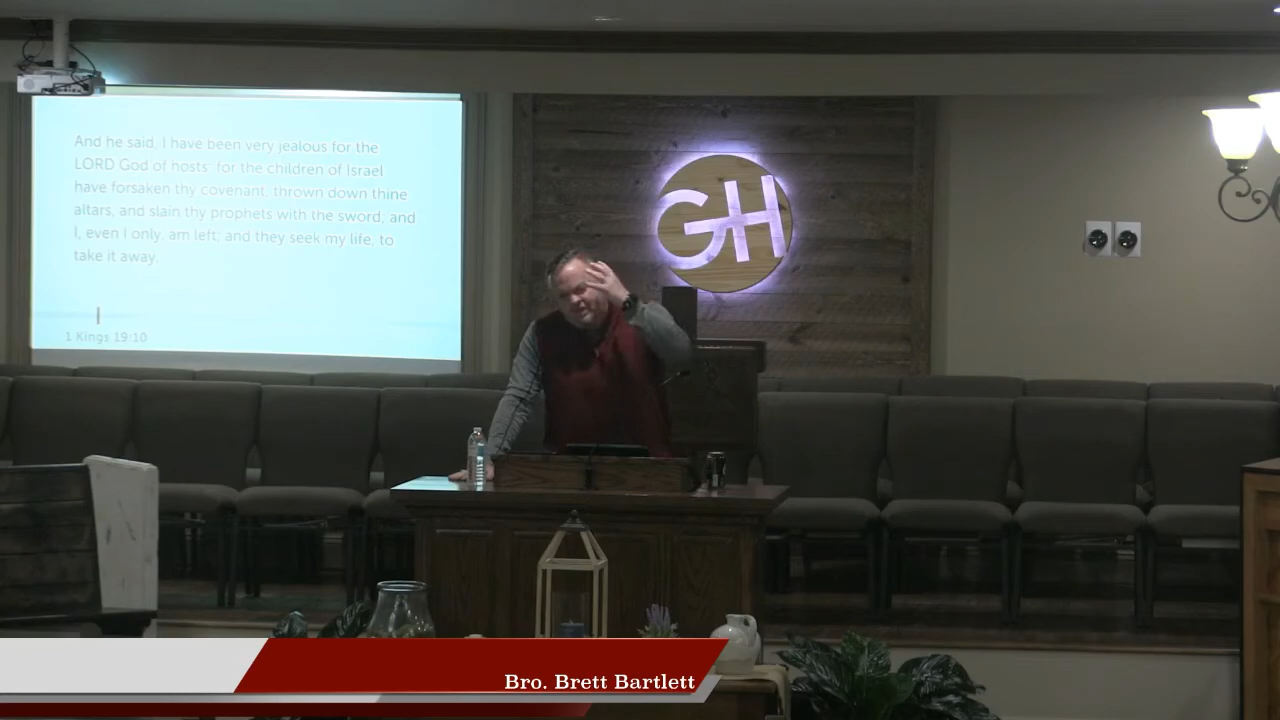 And he said, I have been very jealous for the
LORD God of hosts: for the children of Israel
have forsaken thy covenant, thrown down thine
altars, and slain thy prophets with the sword; and
I, even I only, am left; and they seek my life, to
take it away.
1 Kings 19:10
GH
Bro. Brett Bartlett